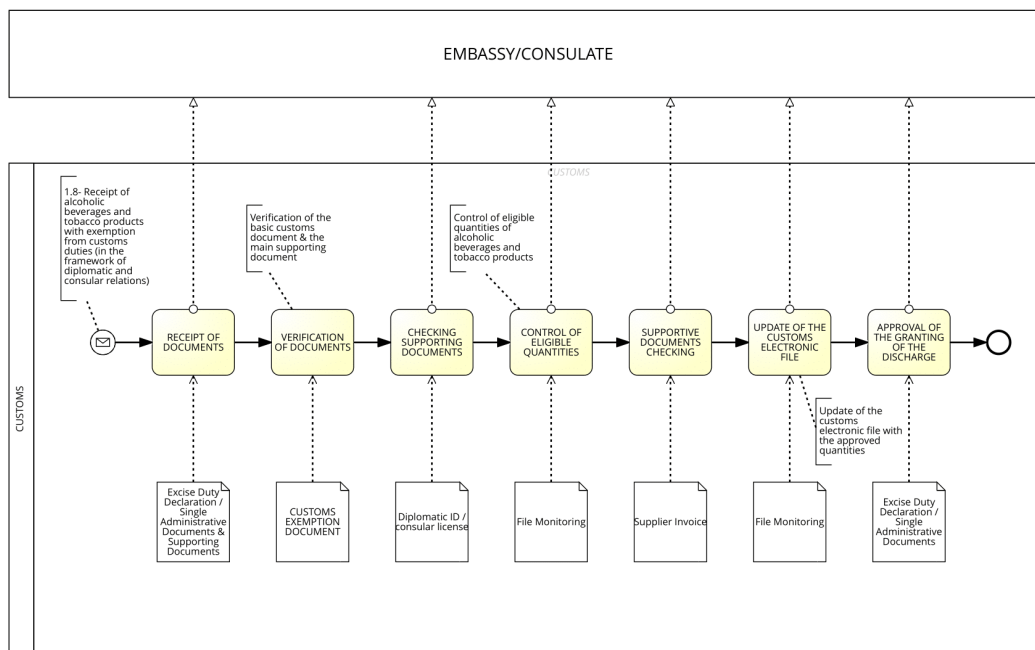 EMBASSY/CONSULATE
CUSTOMS
CUSTOMS
1.8- Receipt of
alcoholic
beverages and
tobacco products
with exemption
from customs
duties (in the
framework of
diplomatic and
consular relations)
Verification of the
basic customs
document & the
main supporting
document
Control of eligible
quantities of
alcoholic
beverages and
tobacco products
RECEIPT OF
DOCUMENTS
VERIFICATION
OF DOCUMENTS
CHECKING
SUPPORTING
DOCUMENTS
CONTROL OF
ELIGIBLE
QUANTITIES
SUPPORTIVE
DOCUMENTS
CHECKING
UPDATE OF THE
CUSTOMS
ELECTRONIC
FILE
APPROVAL OF
THE GRANTING
OF THE
DISCHARGE
Update of the
customs
electronic file with
the approved
quantities
Excise Duty
Declaration /
Single
Administrative
Documents &
Supporting
Documents
CUSTOMS
EXEMPTION
DOCUMENT
Diplomatic ID /
consular license
File Monitoring
Supplier Invoice
File Monitoring
Excise Duty
Declaration /
Single
Administrative
Documents